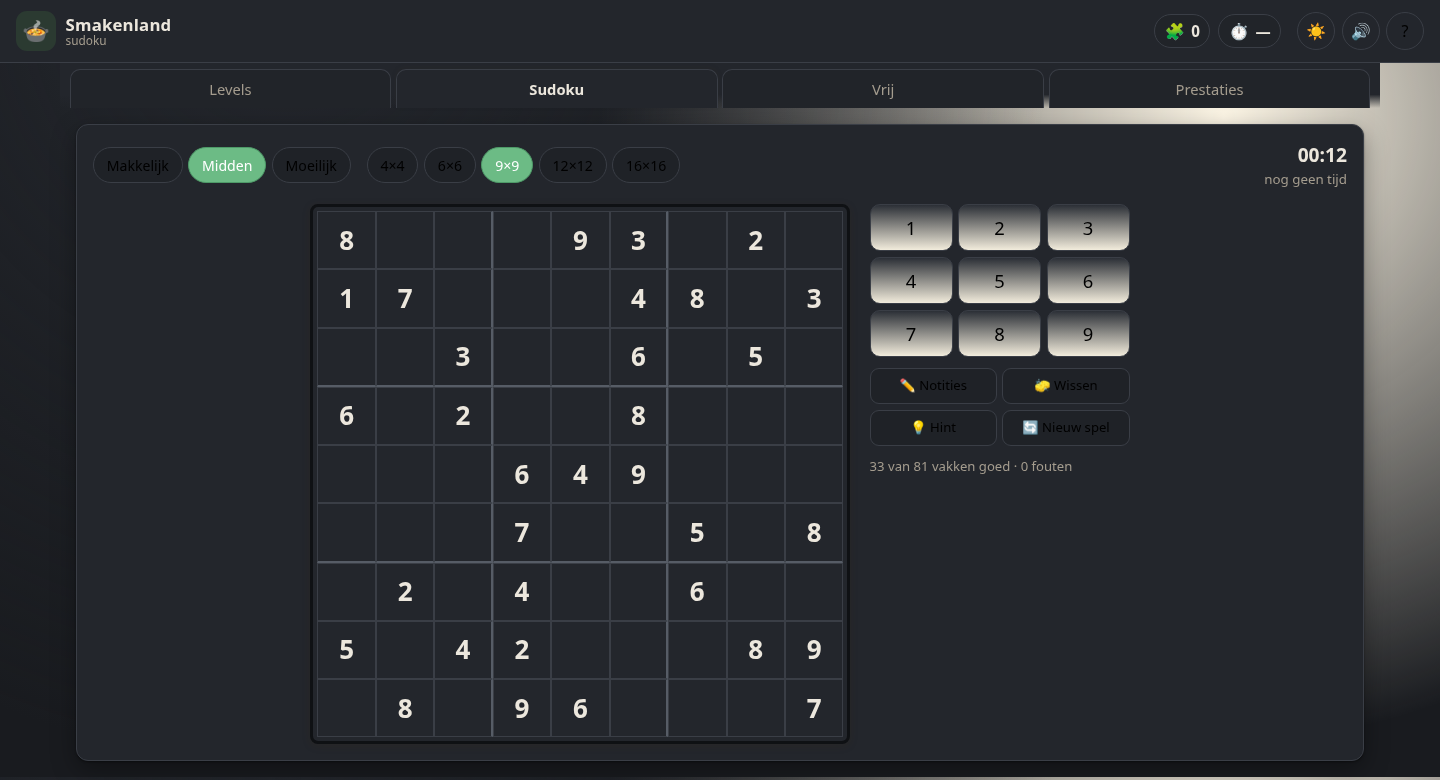 Smakenland
sudoku
0
—
?
Levels
Sudoku
Vrij
Prestaties
Makkelijk Midden Moeilijk 4×4 6×6 9×9 12×12 16×16
00:12
nog geen tijd
8 9 3 2
1 7 4 8 3
3 6 5
6 2 8
6 4 9
7 5 8
2 4 6
5 4 2 8 9
8 9 6 7
1 2 3
4 5 6
7 8 9
Notities Wissen
Hint Nieuw spel
33 van 81 vakken goed · 0 fouten